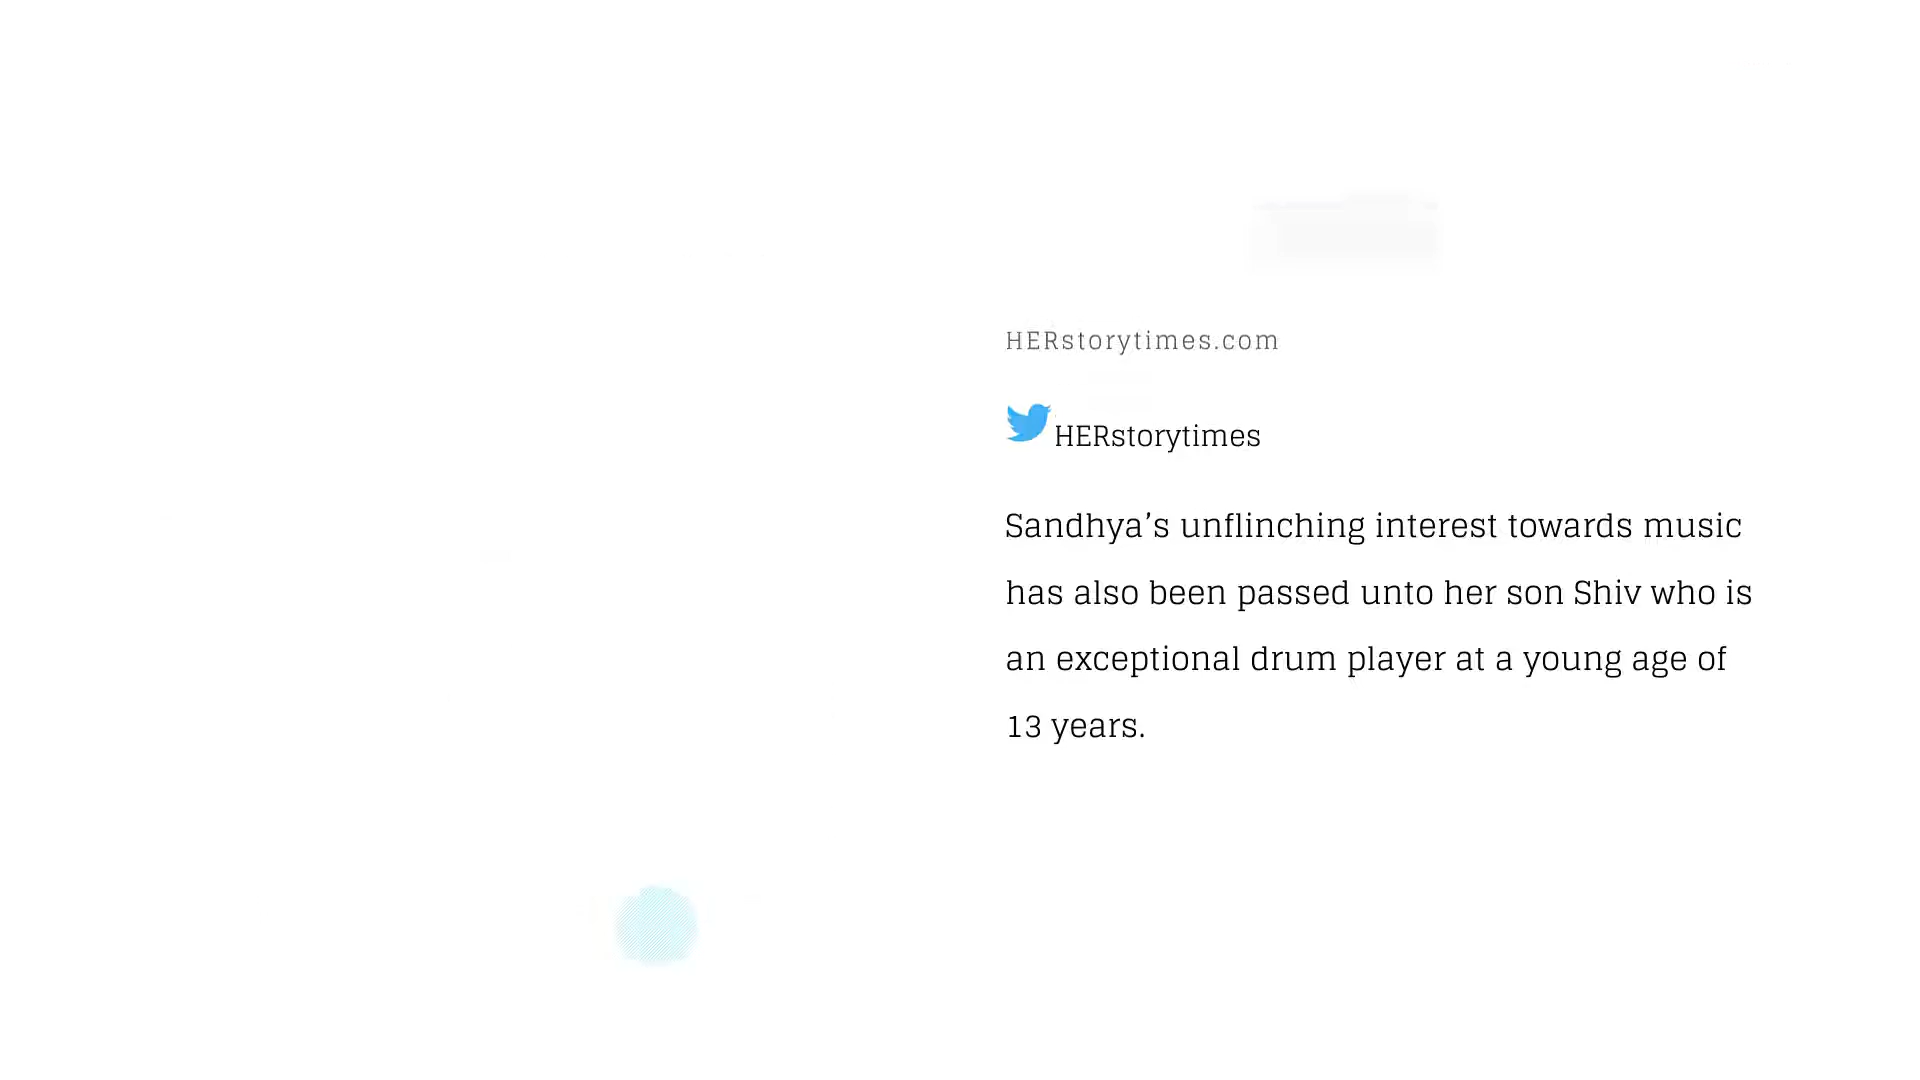 HERstorytimes.com
HERstorytimes
Sandhya’s unflinching interest towards music
has also been passed unto her son Shiv who is
an exceptional drum player at a young age of
13 years.